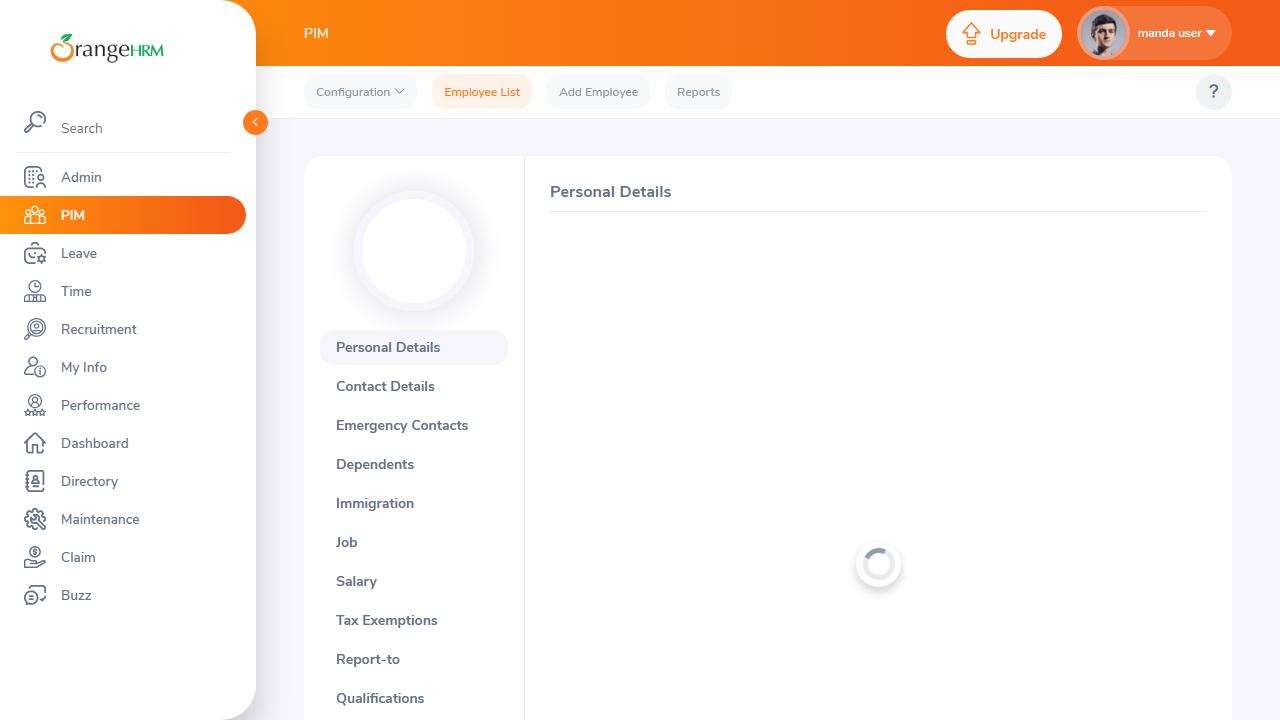 OrangeHRM
PIM
Upgrade
manda user
Configuration
Employee List
Add Employee
Reports
?
Search
Admin
PIM
Leave
Time
Recruitment
My Info
Performance
Dashboard
Directory
Maintenance
Claim
Buzz
Personal Details
Contact Details
Emergency Contacts
Dependents
Immigration
Job
Salary
Tax Exemptions
Report-to
Qualifications
Personal Details